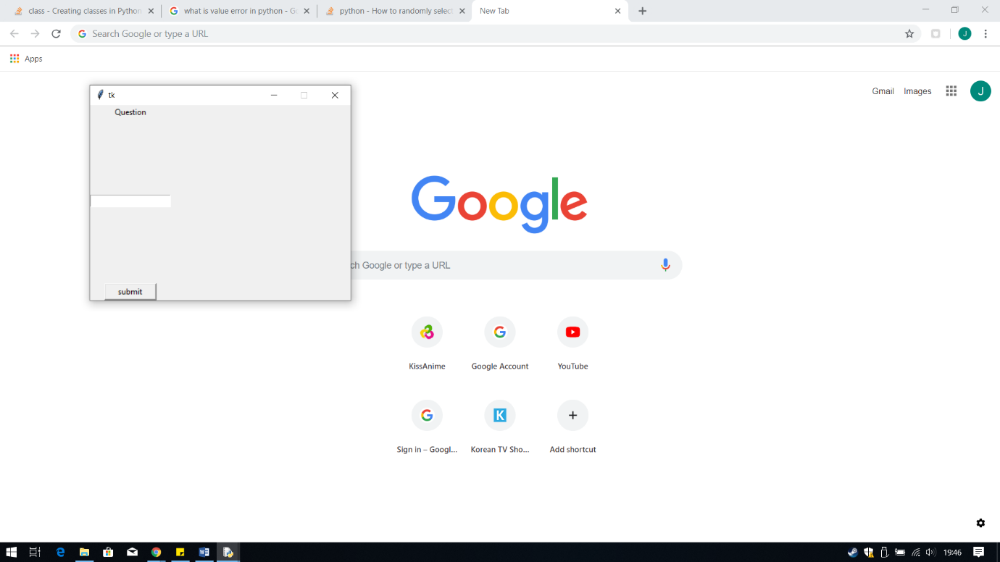 class - Creating classes in Python
what is value error in python - Go
python - How to randomly select
New Tab
Search Google or type a URL
J
Apps
Gmail
Images
J
tk
Question
submit
Google
ch Google or type a URL
KissAnime
Google Account
YouTube
Sign in – Googl...
Korean TV Sho...
Add shortcut
19:46